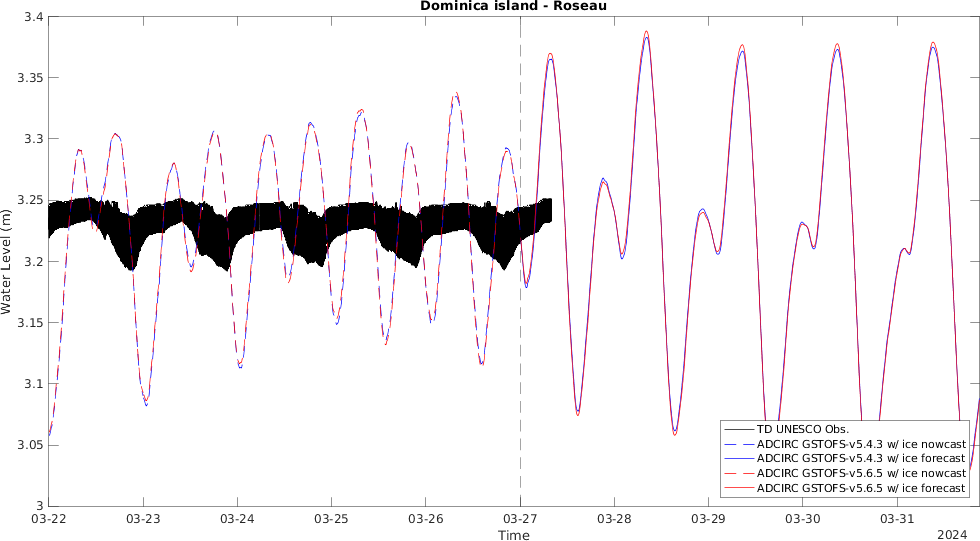 Dominica island - Roseau
3.4
3.35
3.3
3.25
3.2
3.15
3.1
3.05
3
Water Level (m)
TD UNESCO Obs.
ADCIRC GSTOFS-v5.4.3 w/ ice nowcast
ADCIRC GSTOFS-v5.4.3 w/ ice forecast
ADCIRC GSTOFS-v5.6.5 w/ ice nowcast
ADCIRC GSTOFS-v5.6.5 w/ ice forecast
03-22 03-23 03-24 03-25 03-26 03-27 03-28 03-29 03-30 03-31
Time
2024